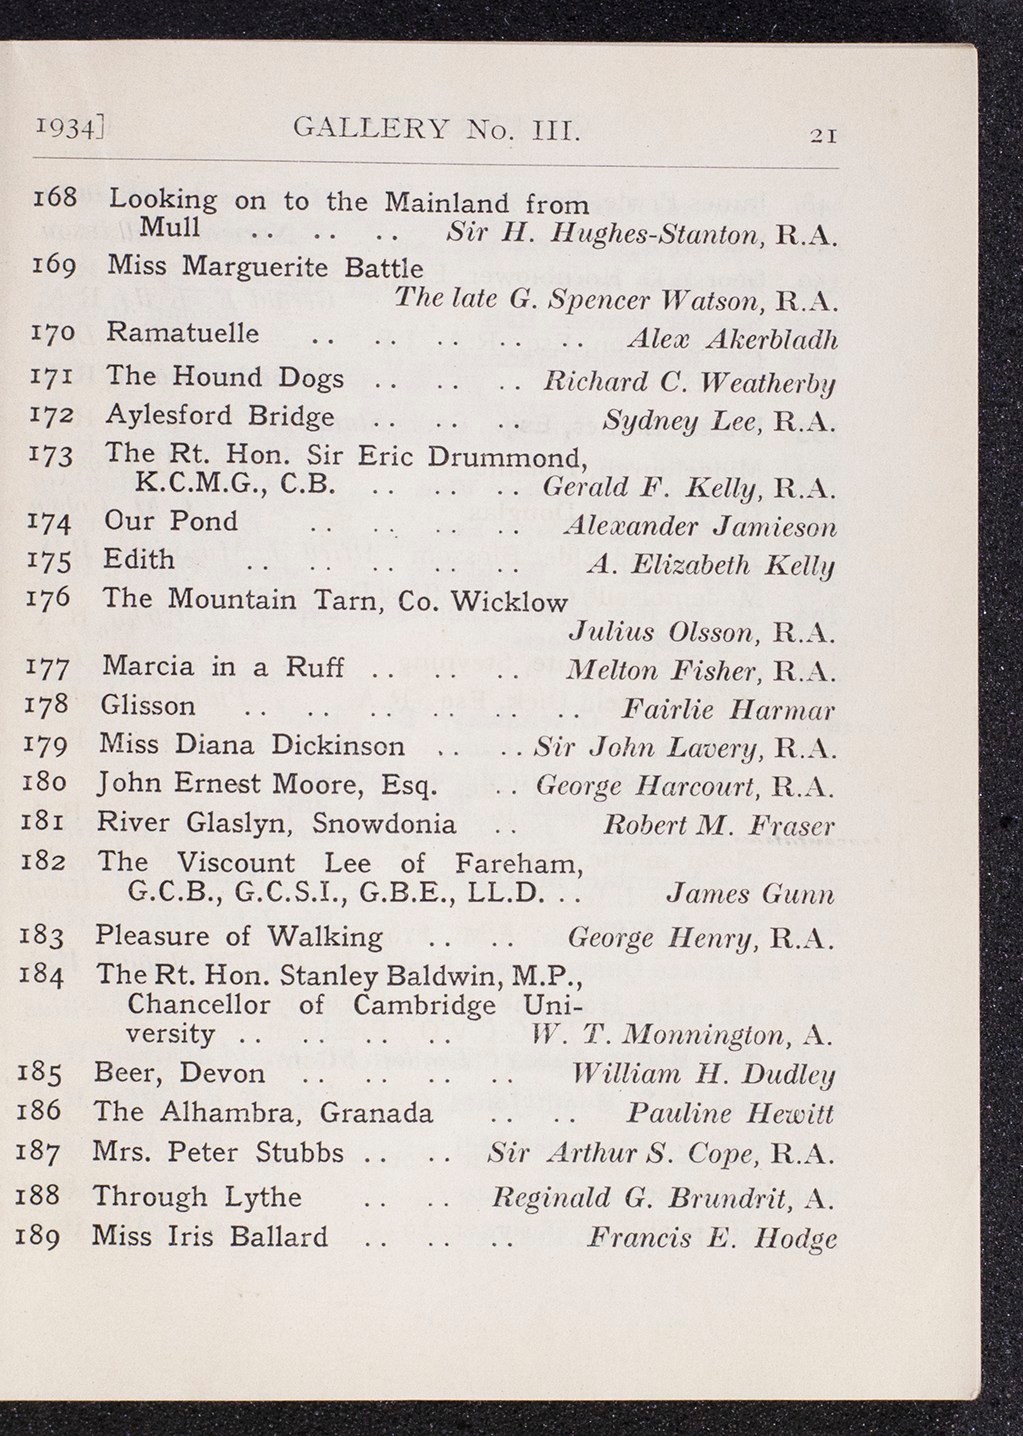 1934] GALLERY No. III. 21
168 Looking on to the Mainland from
Mull .. .. .. Sir H. Hughes-Stanton, R.A.
169 Miss Marguerite Battle
The late G. Spencer Watson, R.A.
170 Ramatuelle .. .. .. .. .. Alex Akerbladh
171 The Hound Dogs .. .. .. Richard C. Weatherby
172 Aylesford Bridge .. .. .. Sydney Lee, R.A.
173 The Rt. Hon. Sir Eric Drummond,
K.C.M.G., C.B. .. .. .. Gerald F. Kelly, R.A.
174 Our Pond .. .. .. .. Alexander Jamieson
175 Edith .. .. .. .. .. A. Elizabeth Kelly
176 The Mountain Tarn, Co. Wicklow
Julius Olsson, R.A.
177 Marcia in a Ruff .. .. .. Melton Fisher, R.A.
178 Glisson .. .. .. .. .. .. Fairlie Harmar
179 Miss Diana Dickinson .. .. Sir John Lavery, R.A.
180 John Ernest Moore, Esq. .. George Harcourt, R.A.
181 River Glaslyn, Snowdonia .. Robert M. Fraser
182 The Viscount Lee of Fareham,
G.C.B., G.C.S.I., G.B.E., LL.D. .. James Gunn
183 Pleasure of Walking .. .. George Henry, R.A.
184 The Rt. Hon. Stanley Baldwin, M.P.,
Chancellor of Cambridge Uni-
versity .. .. .. .. W. T. Monnington, A.
185 Beer, Devon .. .. .. .. William H. Dudley
186 The Alhambra, Granada .. .. Pauline Hewitt
187 Mrs. Peter Stubbs .. .. Sir Arthur S. Cope, R.A.
188 Through Lythe .. .. Reginald G. Brundrit, A.
189 Miss Iris Ballard .. .. .. Francis E. Hodge